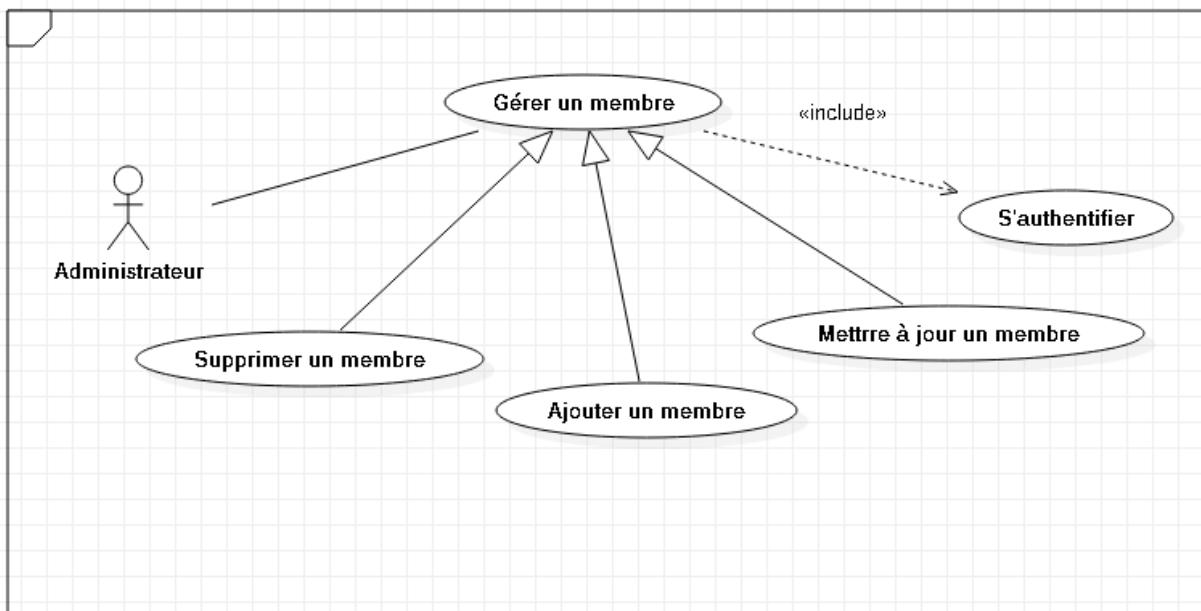 Gérer un membre
«include»
S'authentifier
Administrateur
Mettrre à jour un membre
Supprimer un membre
Ajouter un membre